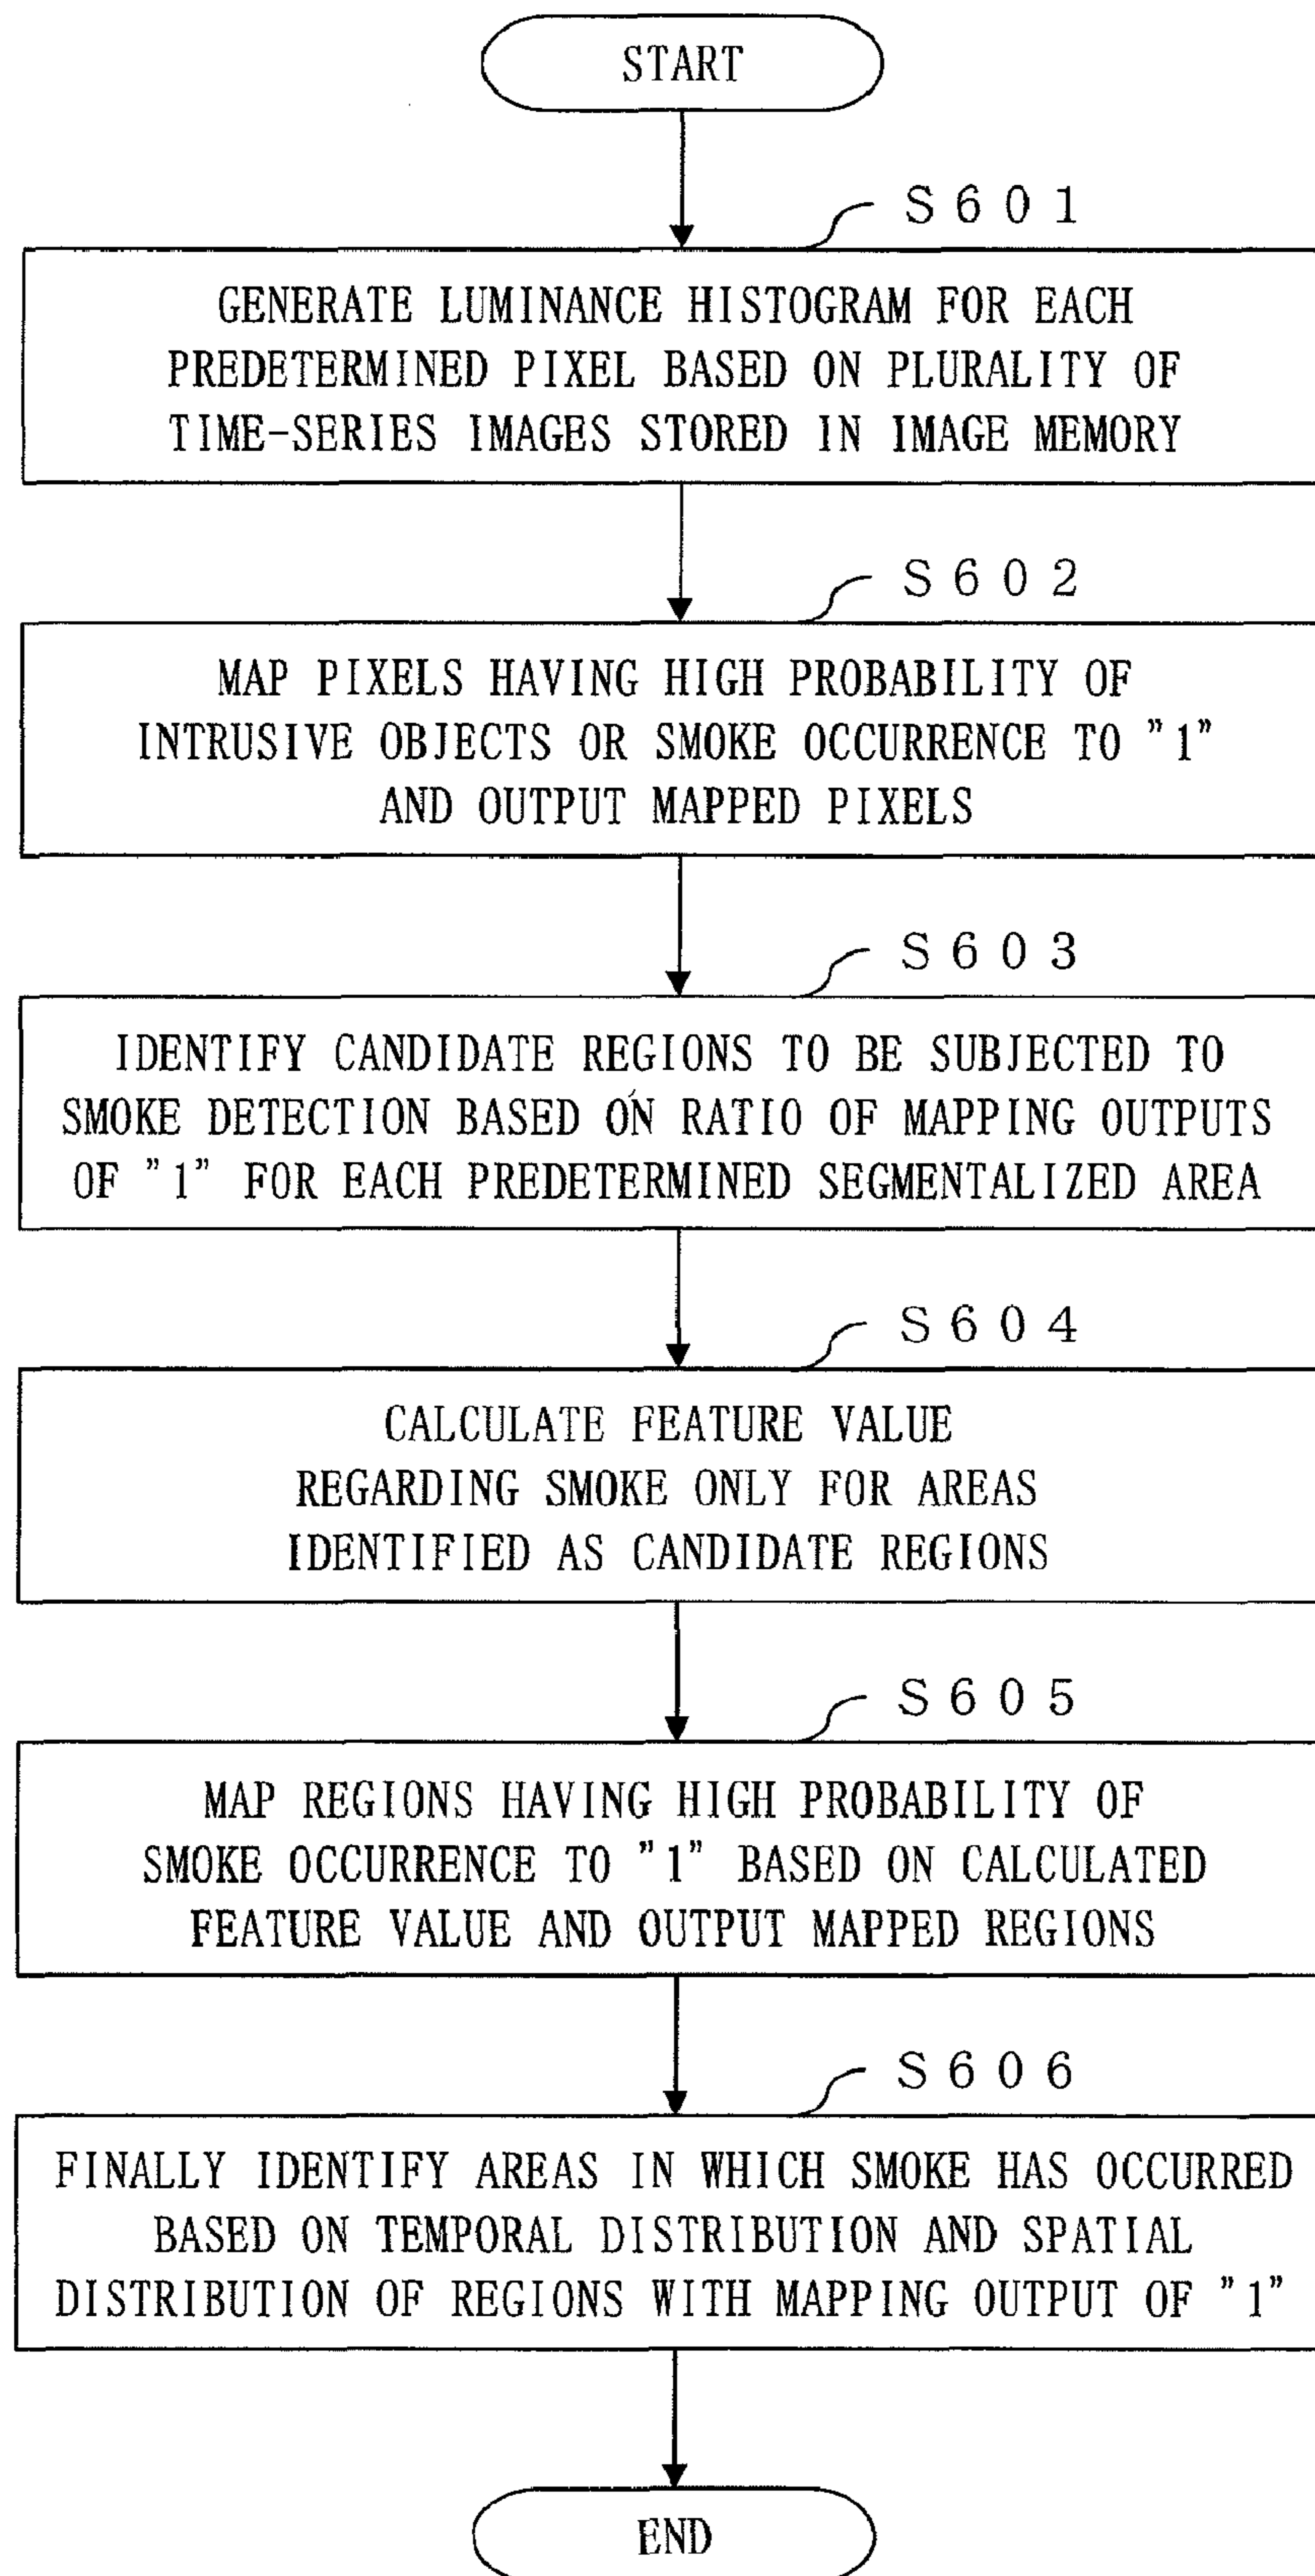 START
S601
GENERATE LUMINANCE HISTOGRAM FOR EACH
PREDETERMINED PIXEL BASED ON PLURALITY OF
TIME-SERIES IMAGES STORED IN IMAGE MEMORY
S602
MAP PIXELS HAVING HIGH PROBABILITY OF
INTRUSIVE OBJECTS OR SMOKE OCCURRENCE TO "1"
AND OUTPUT MAPPED PIXELS
S603
IDENTIFY CANDIDATE REGIONS TO BE SUBJECTED TO
SMOKE DETECTION BASED ON RATIO OF MAPPING OUTPUTS
OF "1" FOR EACH PREDETERMINED SEGMENTALIZED AREA
S604
CALCULATE FEATURE VALUE
REGARDING SMOKE ONLY FOR AREAS
IDENTIFIED AS CANDIDATE REGIONS
S605
MAP REGIONS HAVING HIGH PROBABILITY OF
SMOKE OCCURRENCE TO "1" BASED ON CALCULATED
FEATURE VALUE AND OUTPUT MAPPED REGIONS
S606
FINALLY IDENTIFY AREAS IN WHICH SMOKE HAS OCCURRED
BASED ON TEMPORAL DISTRIBUTION AND SPATIAL
DISTRIBUTION OF REGIONS WITH MAPPING OUTPUT OF "1"
END